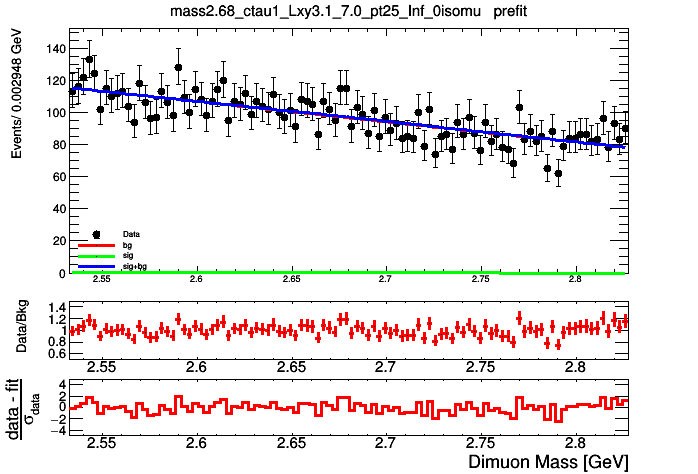 mass2.68_ctau1_Lxy3.1_7.0_pt25_Inf_0isomu prefit
Events/ 0.002948 GeV
140
120
100
80
60
40
20
0
Data
bg
sig
sig+bg
2.55 2.6 2.65 2.7 2.75 2.8
Data/Bkg
1.4
1.2
1
0.8
0.6
2.55 2.6 2.65 2.7 2.75 2.8
data - fit
σdata
4
2
0
−2
−4
2.55 2.6 2.65 2.7 2.75 2.8
Dimuon Mass [GeV]